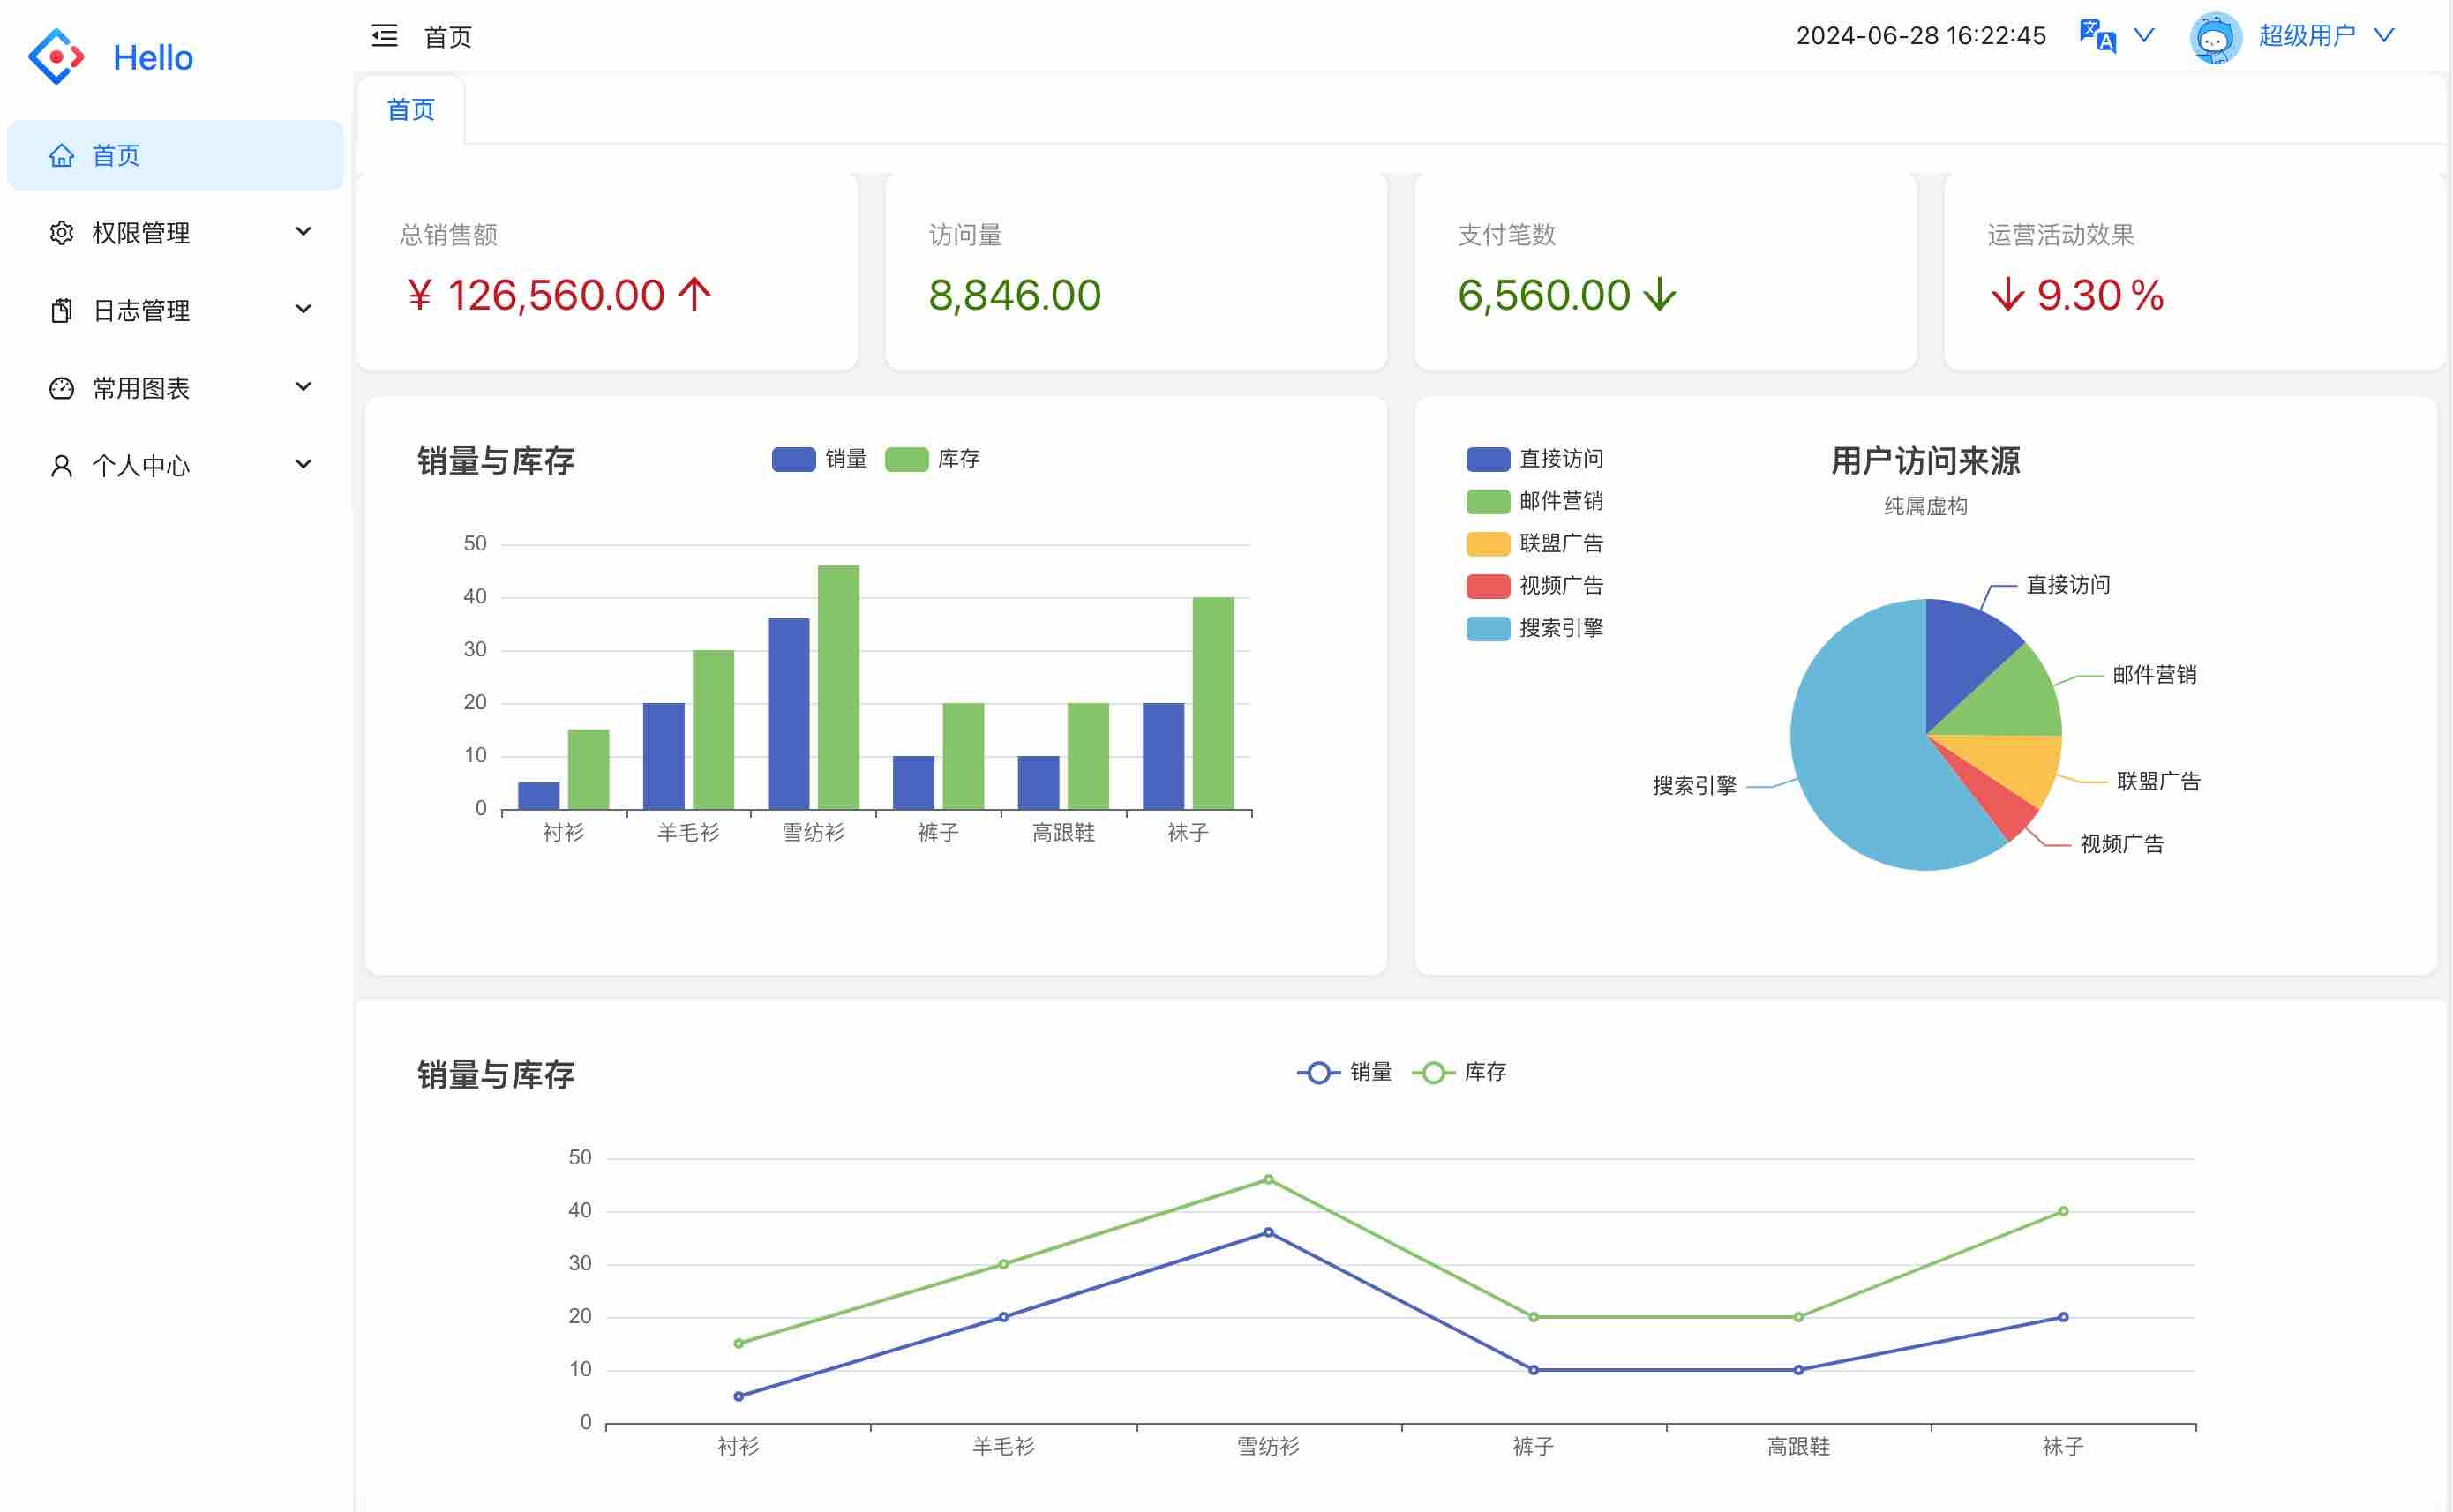 Hello
首页
权限管理
日志管理
常用图表
个人中心
首页
2024-06-28 16:22:45
文A
超级用户
首页
总销售额
¥ 126,560.00
访问量
8,846.00
支付笔数
6,560.00
运营活动效果
9.30 %
销量与库存
销量 库存
50
40
30
20
10
0
衬衫 羊毛衫 雪纺衫 裤子 高跟鞋 袜子
直接访问
邮件营销
联盟广告
视频广告
搜索引擎
用户访问来源
纯属虚构
直接访问
邮件营销
联盟广告
视频广告
搜索引擎
销量与库存
销量 库存
50
40
30
20
10
0
衬衫 羊毛衫 雪纺衫 裤子 高跟鞋 袜子